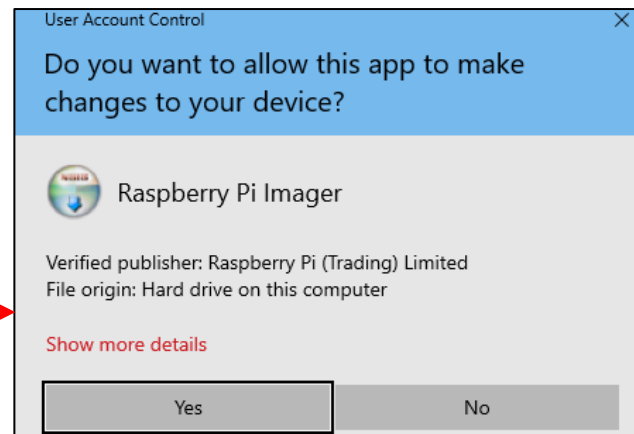 User Account Control
Do you want to allow this app to make
changes to your device?
Raspberry Pi Imager
Verified publisher: Raspberry Pi (Trading) Limited
File origin: Hard drive on this computer
Show more details
Yes No